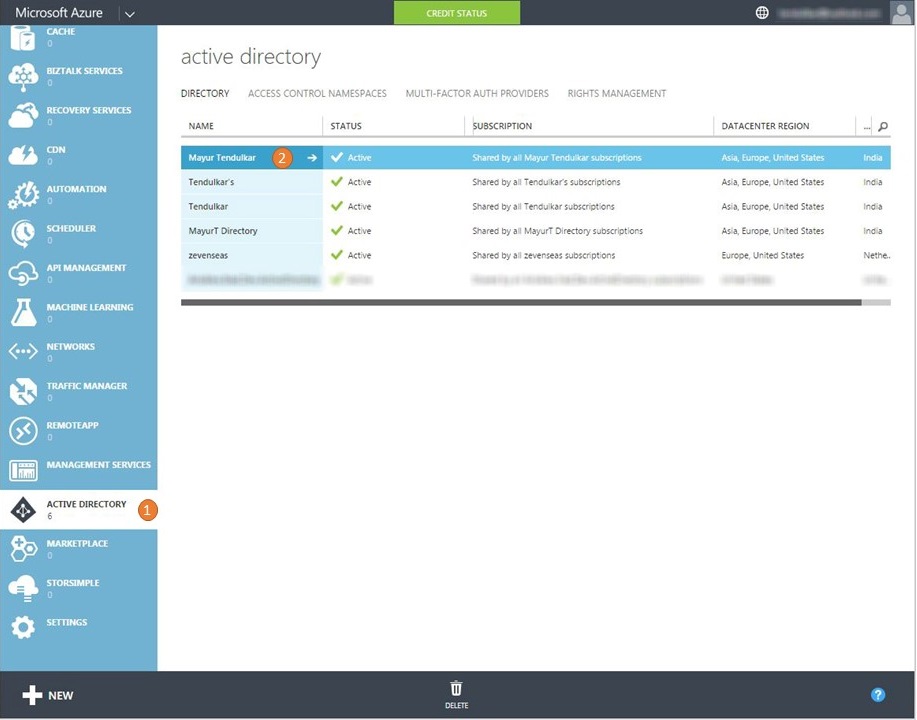 Microsoft Azure
CREDIT STATUS
CACHE
0
BIZTALK SERVICES
0
RECOVERY SERVICES
0
CDN
0
AUTOMATION
0
SCHEDULER
0
API MANAGEMENT
0
MACHINE LEARNING
0
NETWORKS
0
TRAFFIC MANAGER
0
REMOTEAPP
0
MANAGEMENT SERVICES
ACTIVE DIRECTORY
6
1
MARKETPLACE
0
STORSIMPLE
0
SETTINGS
active directory
DIRECTORY ACCESS CONTROL NAMESPACES MULTI-FACTOR AUTH PROVIDERS RIGHTS MANAGEMENT
NAME STATUS SUBSCRIPTION DATACENTER REGION ...
Mayur Tendulkar 2 Active Shared by all Mayur Tendulkar subscriptions Asia, Europe, United States India
Tendulkar's Active Shared by all Tendulkar's subscriptions Asia, Europe, United States India
Tendulkar Active Shared by all Tendulkar subscriptions Asia, Europe, United States India
MayurT Directory Active Shared by all MayurT Directory subscriptions Asia, Europe, United States India
zevenseas Active Shared by all zevenseas subscriptions Europe, United States Nethe..
NEW
DELETE
?